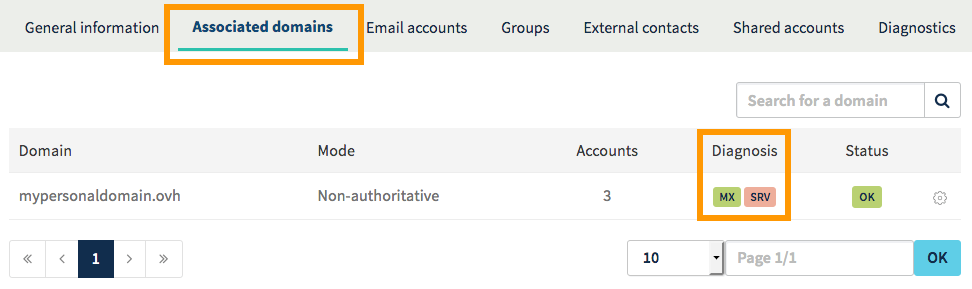 General information Associated domains Email accounts Groups External contacts Shared accounts Diagnostics
Search for a domain
Domain Mode Accounts Diagnosis Status
mypersonaldomain.ovh Non-authoritative 3 MX SRV OK
« ‹ 1 › » 10 Page 1/1 OK